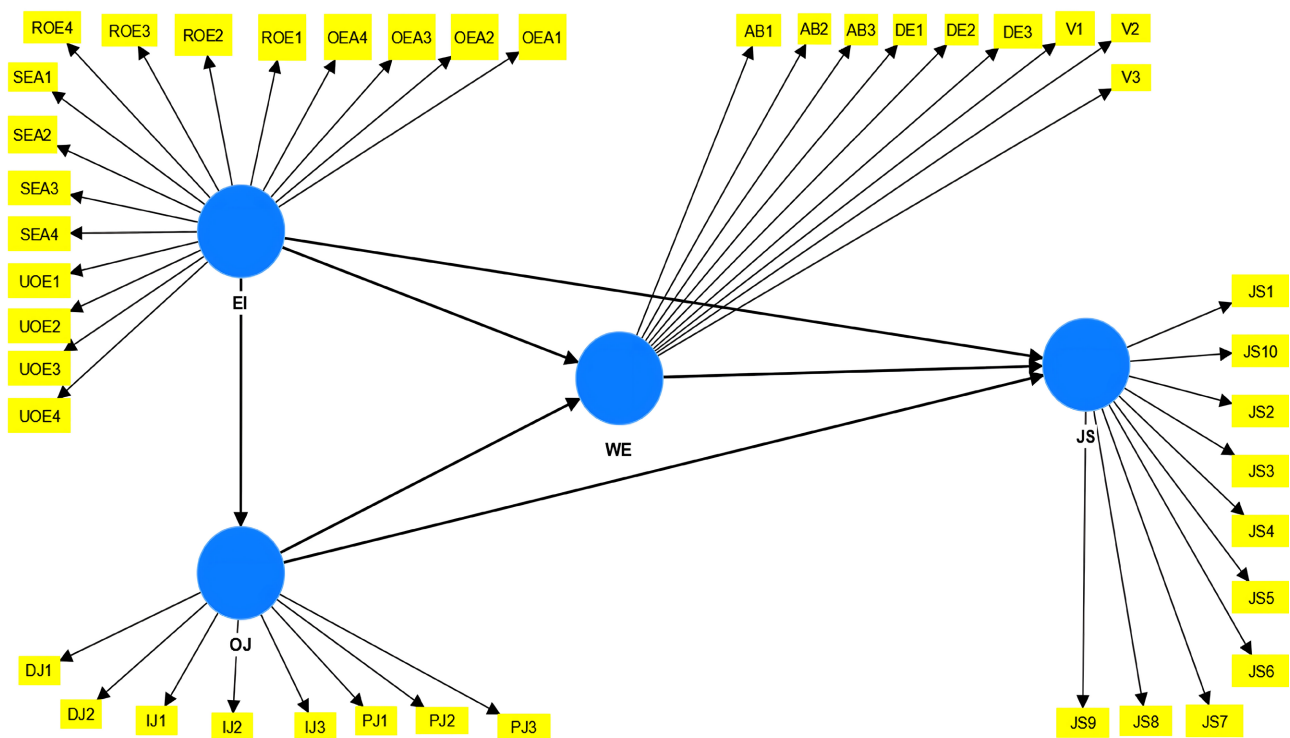 ROE4
ROE3
ROE2
ROE1
OEA4
OEA3
OEA2
OEA1
AB1
AB2
AB3
DE1
DE2
DE3
V1
V2
V3
SEA1
SEA2
SEA3
SEA4
UOE1
UOE2
UOE3
UOE4
EI
WE
JS
JS1
JS10
JS2
JS3
JS4
JS5
JS6
JS7
JS8
JS9
OJ
DJ1
DJ2
IJ1
IJ2
IJ3
PJ1
PJ2
PJ3